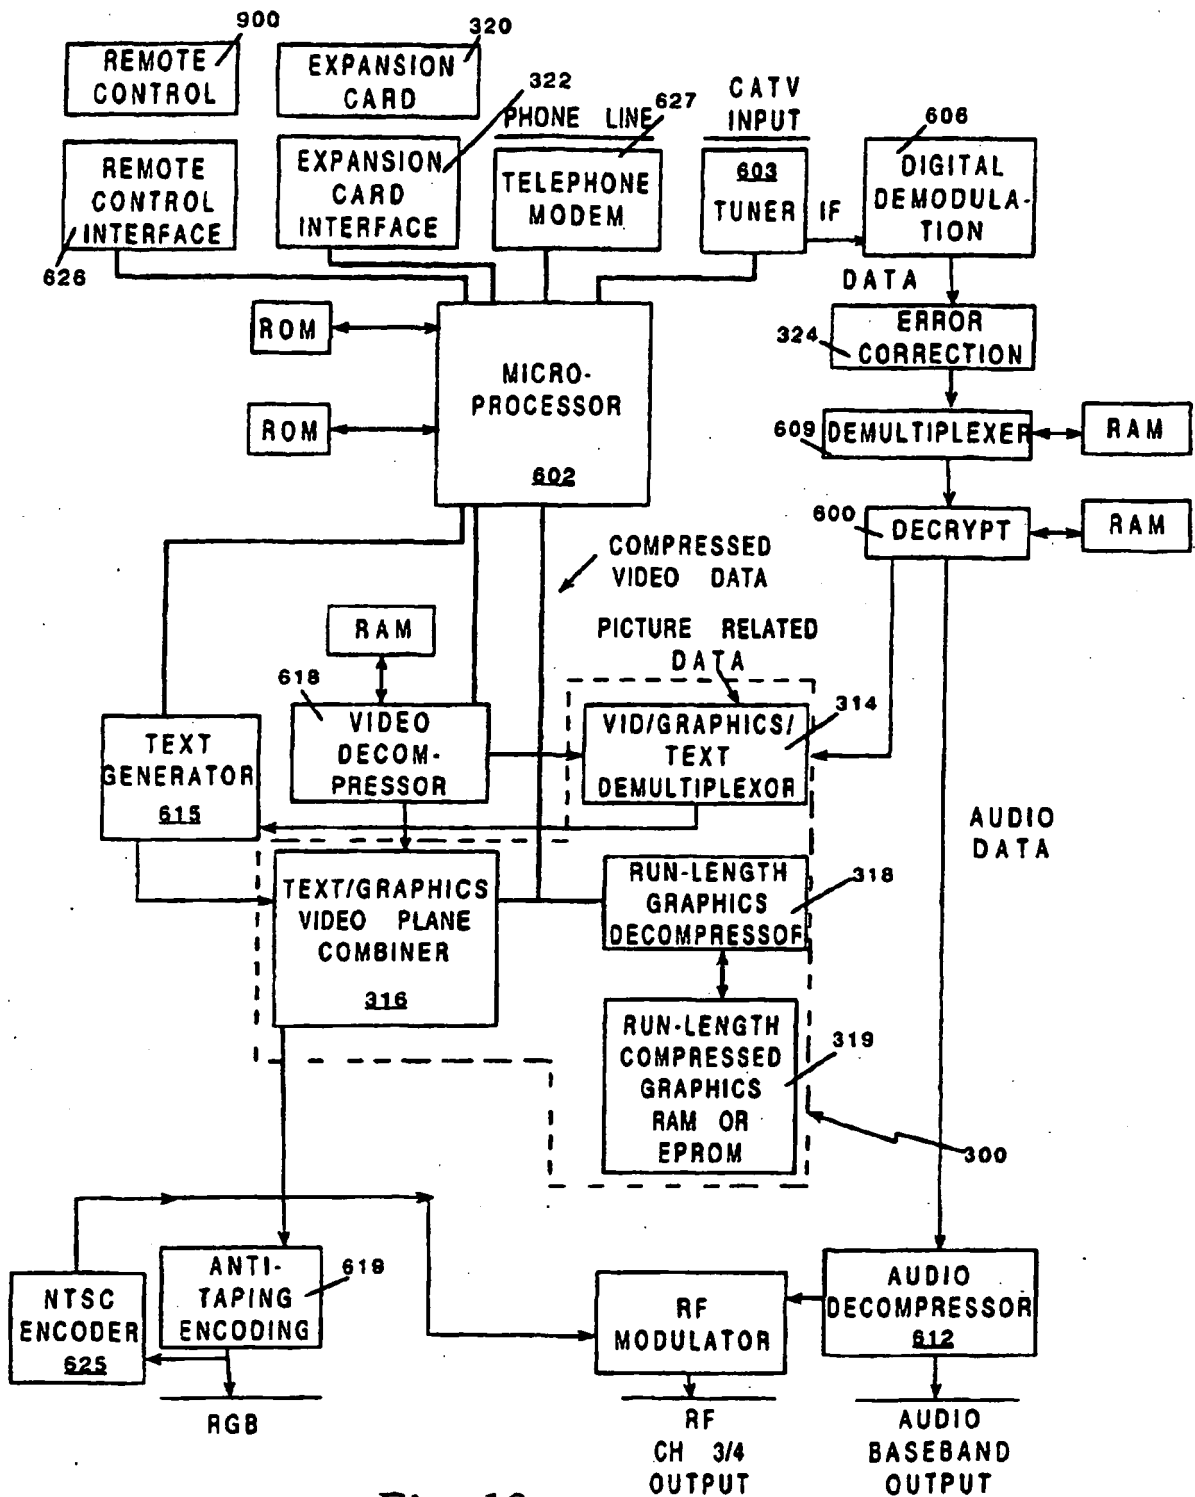 900
REMOTE
CONTROL
320
EXPANSION
CARD
322
PHONE LINE
627
CATV
INPUT
606
REMOTE
CONTROL
INTERFACE
628
EXPANSION
CARD
INTERFACE
TELEPHONE
MODEM
603
TUNER
IF
DIGITAL
DEMODULA-
TION
DATA
ROM
ROM
MICRO-
PROCESSOR
602
324
ERROR
CORRECTION
609
DEMULTIPLEXER
RAM
600
DECRYPT
RAM
COMPRESSED
VIDEO DATA
PICTURE RELATED
DATA
RAM
618
VIDEO
DECOM-
PRESSOR
VID/GRAPHICS/
TEXT
DEMULTIPLEXOR
314
TEXT
GENERATOR
615
AUDIO
DATA
TEXT/GRAPHICS
VIDEO PLANE
COMBINER
316
RUN-LENGTH
GRAPHICS
DECOMPRESSOF
318
RUN-LENGTH
COMPRESSED
GRAPHICS
RAM OR
EPROM
319
300
NTSC
ENCODER
625
ANTI-
TAPING
ENCODING
619
RF
MODULATOR
AUDIO
DECOMPRESSOR
612
RGB
RF
CH 3/4
OUTPUT
AUDIO
BASEBAND
OUTPUT